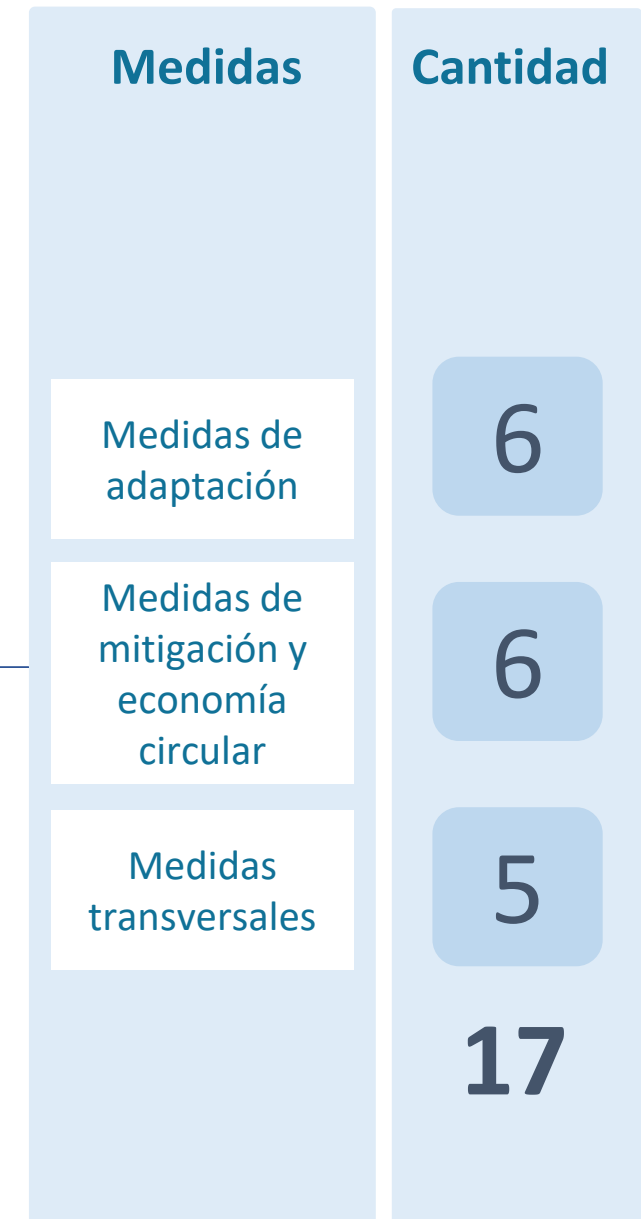 Medidas
Cantidad
Medidas de
adaptación
6
Medidas de
mitigación y
economía
circular
6
Medidas
transversales
5
17